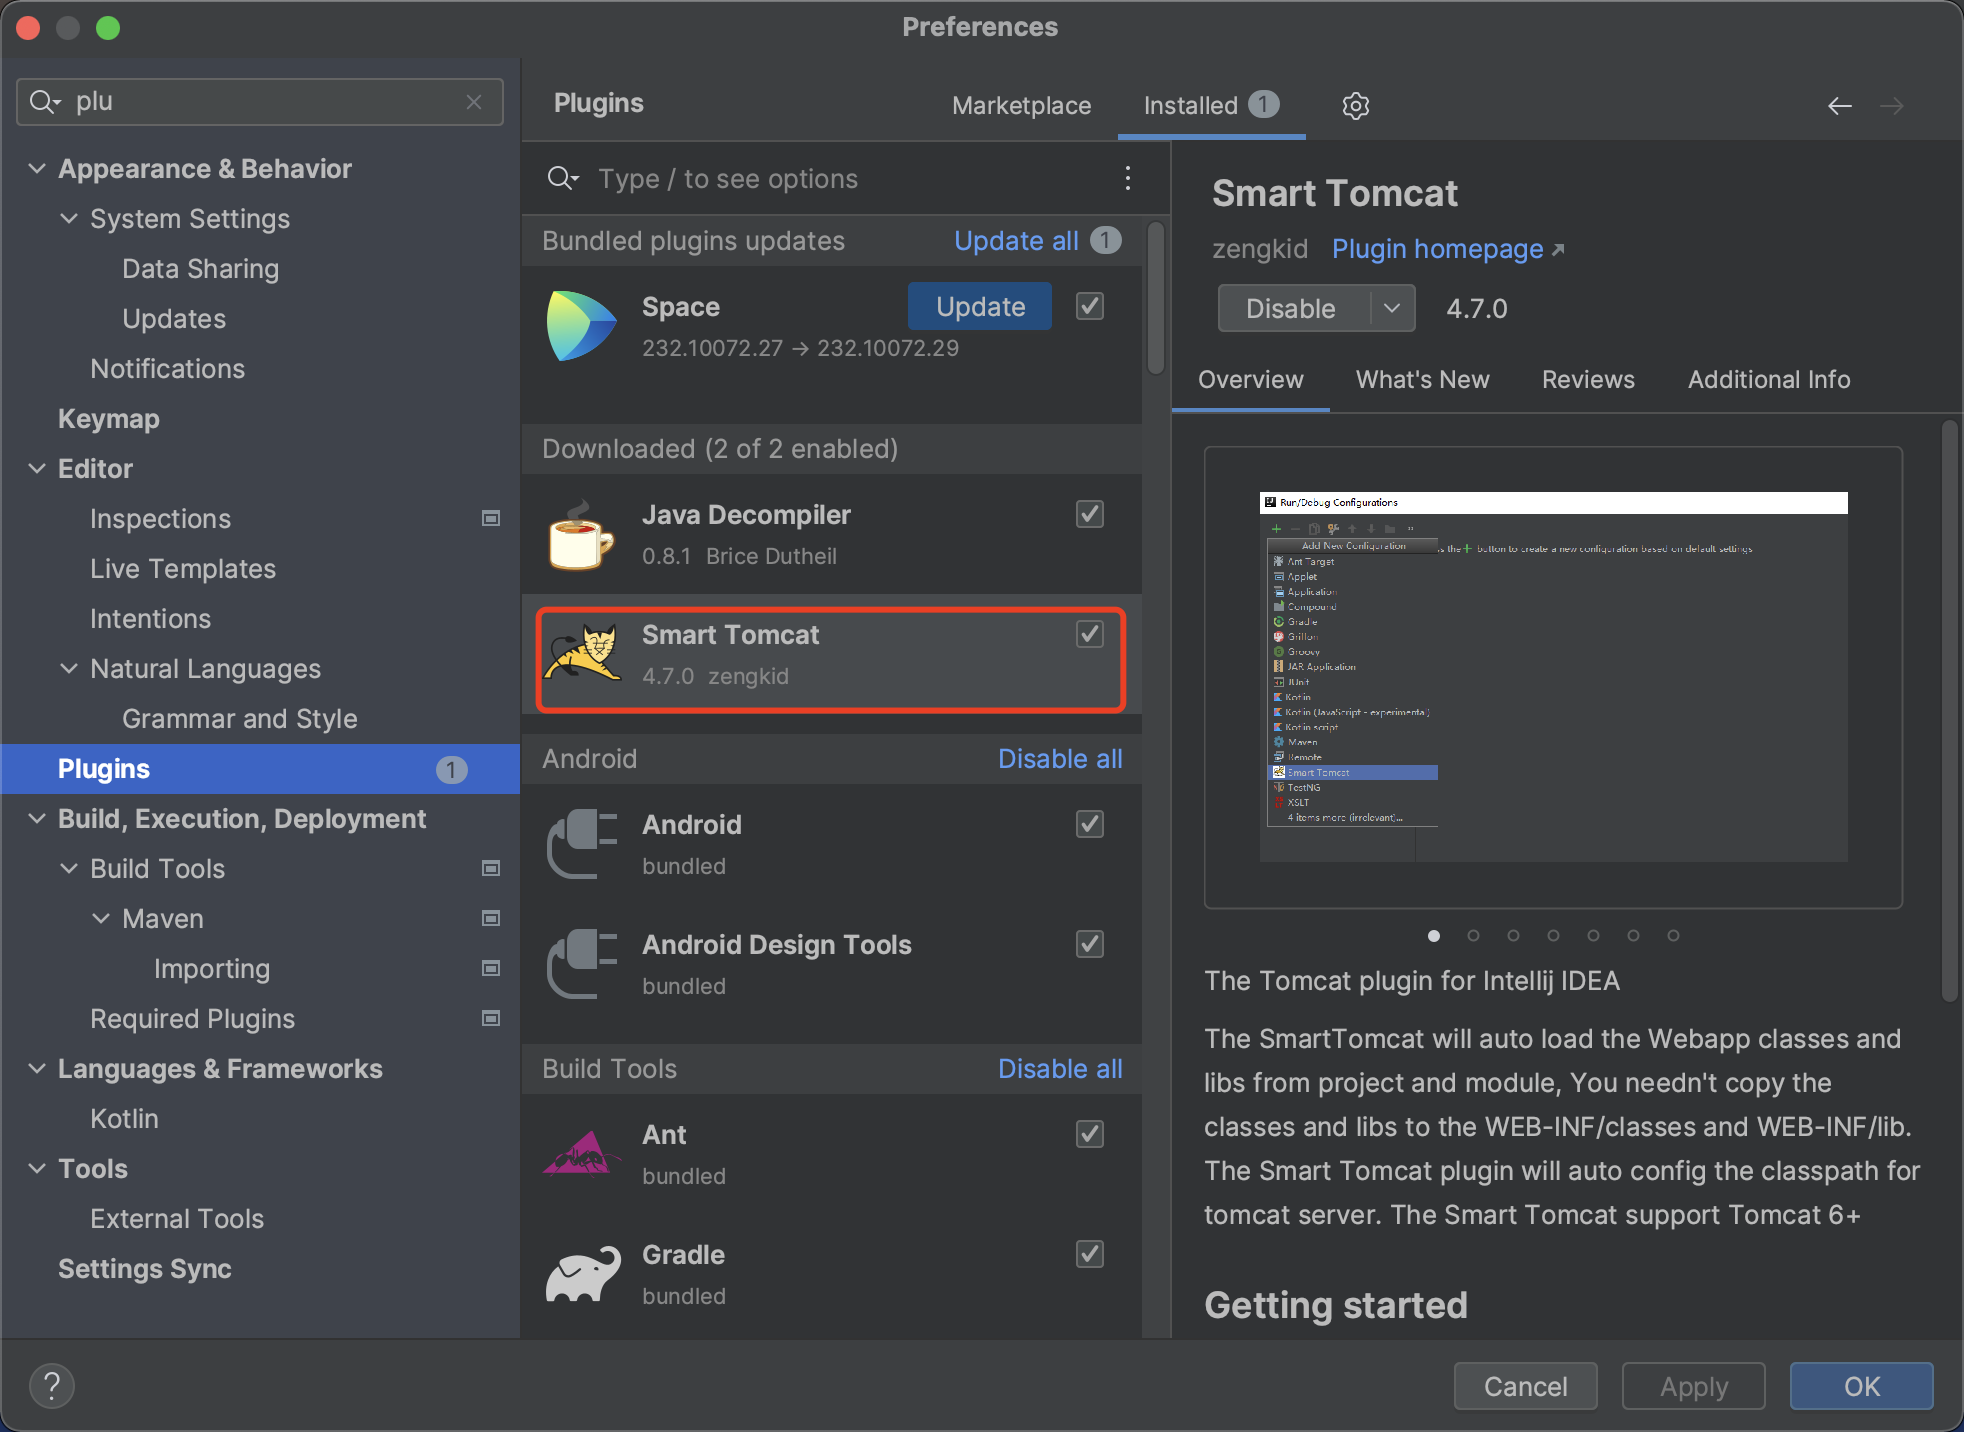 Preferences
plu
Appearance & Behavior
System Settings
Data Sharing
Updates
Notifications
Keymap
Editor
Inspections
Live Templates
Intentions
Natural Languages
Grammar and Style
Plugins 1
Build, Execution, Deployment
Build Tools
Maven
Importing
Required Plugins
Languages & Frameworks
Kotlin
Tools
External Tools
Settings Sync
Plugins Marketplace Installed 1
Type / to see options
Bundled plugins updates Update all 1
Space Update
232.10072.27 → 232.10072.29
Downloaded (2 of 2 enabled)
Java Decompiler
0.8.1 Brice Dutheil
Smart Tomcat
4.7.0 zengkid
Android Disable all
Android
bundled
Android Design Tools
bundled
Build Tools Disable all
Ant
bundled
Gradle
bundled
Smart Tomcat
zengkid Plugin homepage ↗
Disable 4.7.0
Overview What's New Reviews Additional Info
Run/Debug Configurations
Add New Configuration
s the + button to create a new configuration based on default settings
Ant Target
Applet
Application
Compound
Gradle
Griffon
Groovy
JAR Application
JUnit
Kotlin
Kotlin (JavaScript - experimental)
Kotlin script
Maven
Remote
Smart Tomcat
TestNG
XSLT
4 items more (irrelevant)...
The Tomcat plugin for Intellij IDEA
The SmartTomcat will auto load the Webapp classes and
libs from project and module, You needn't copy the
classes and libs to the WEB-INF/classes and WEB-INF/lib.
The Smart Tomcat plugin will auto config the classpath for
tomcat server. The Smart Tomcat support Tomcat 6+
Getting started
?
Cancel Apply OK